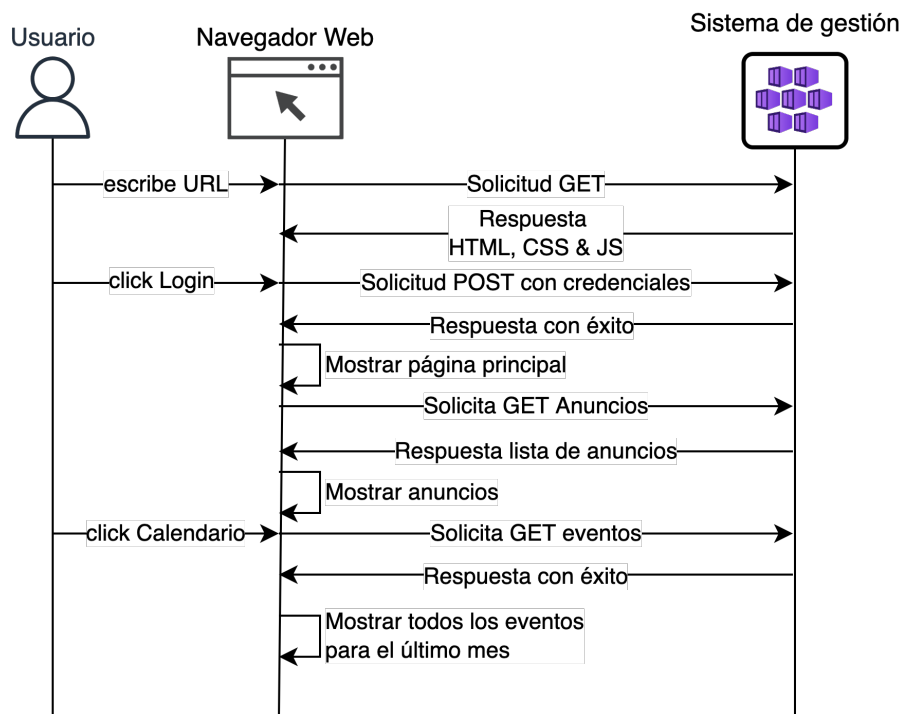 Usuario
Navegador Web
Sistema de gestión
escribe URL
Solicitud GET
Respuesta
HTML, CSS & JS
click Login
Solicitud POST con credenciales
Respuesta con éxito
Mostrar página principal
Solicita GET Anuncios
Respuesta lista de anuncios
Mostrar anuncios
click Calendario
Solicita GET eventos
Respuesta con éxito
Mostrar todos los eventos
para el último mes